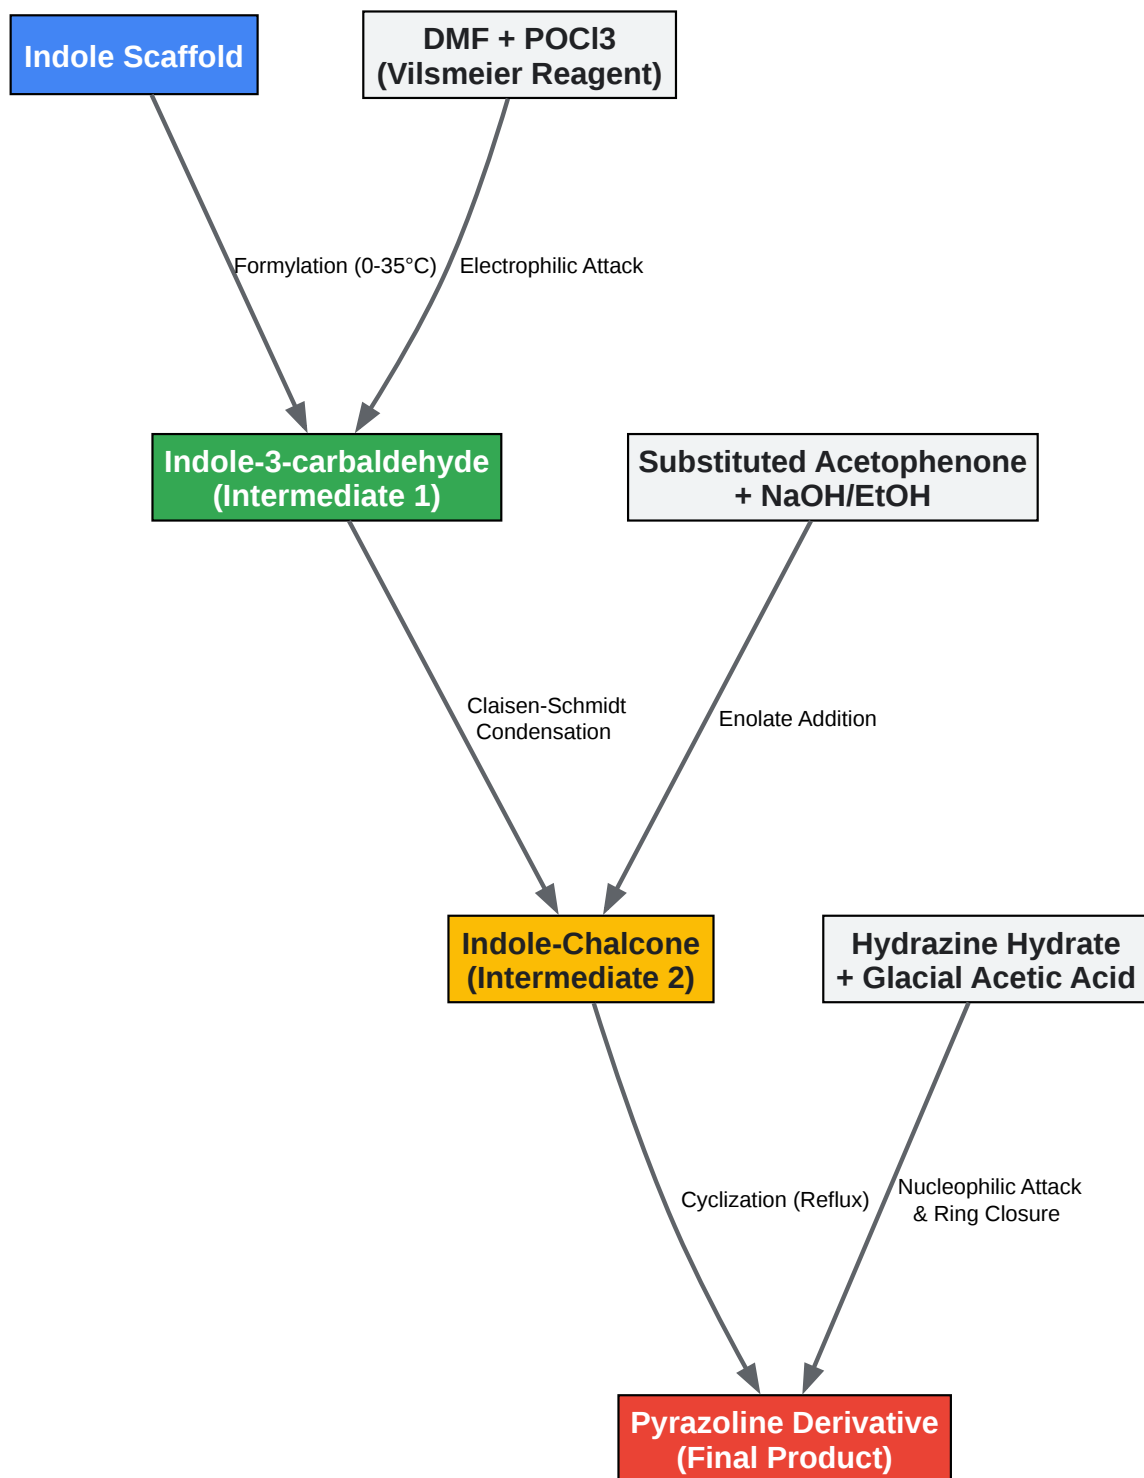 Indole Scaffold
DMF + POCl3
(Vilsmeier Reagent)
Formylation (0-35°C)
Electrophilic Attack
Indole-3-carbaldehyde
(Intermediate 1)
Substituted Acetophenone
+ NaOH/EtOH
Claisen-Schmidt
Condensation
Enolate Addition
Indole-Chalcone
(Intermediate 2)
Hydrazine Hydrate
+ Glacial Acetic Acid
Cyclization (Reflux)
Nucleophilic Attack
& Ring Closure
Pyrazoline Derivative
(Final Product)